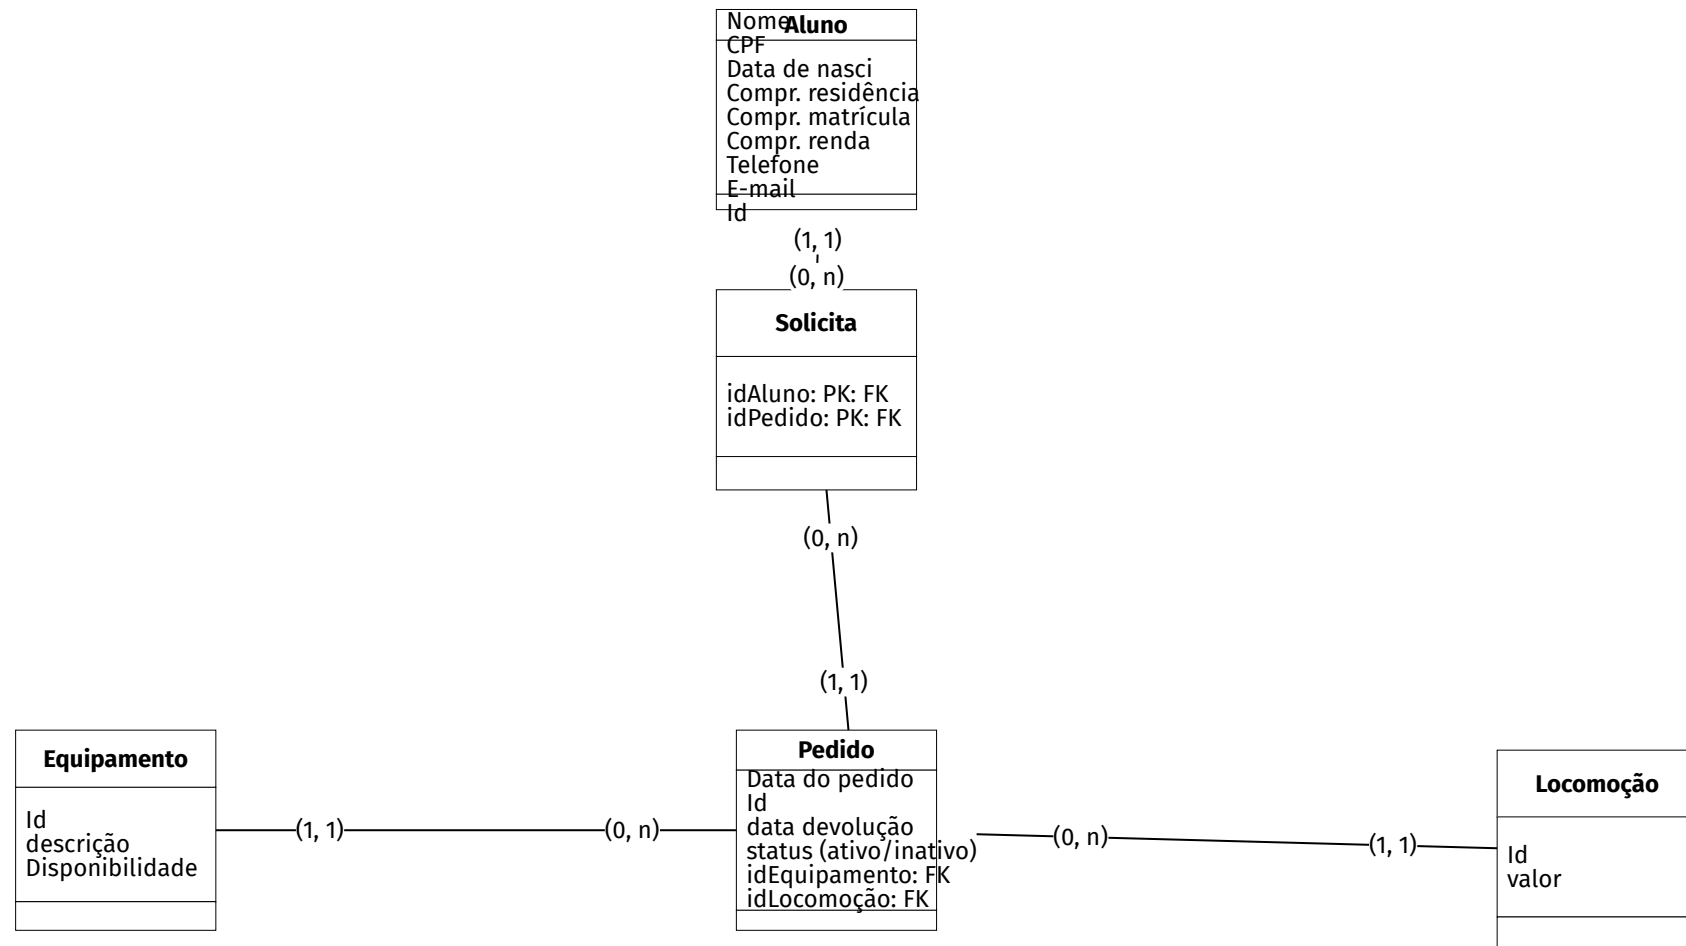 Aluno
Nome
CPF
Data de nasci
Compr. residência
Compr. matrícula
Compr. renda
Telefone
E-mail
Id
(1, 1)
(0, n)
Solicita
idAluno: PK: FK
idPedido: PK: FK
(0, n)
(1, 1)
Equipamento
Id
descrição
Disponibilidade
(1, 1)
(0, n)
Pedido
Data do pedido
Id
data devolução
status (ativo/inativo)
idEquipamento: FK
idLocomoção: FK
(0, n)
(1, 1)
Locomoção
Id
valor